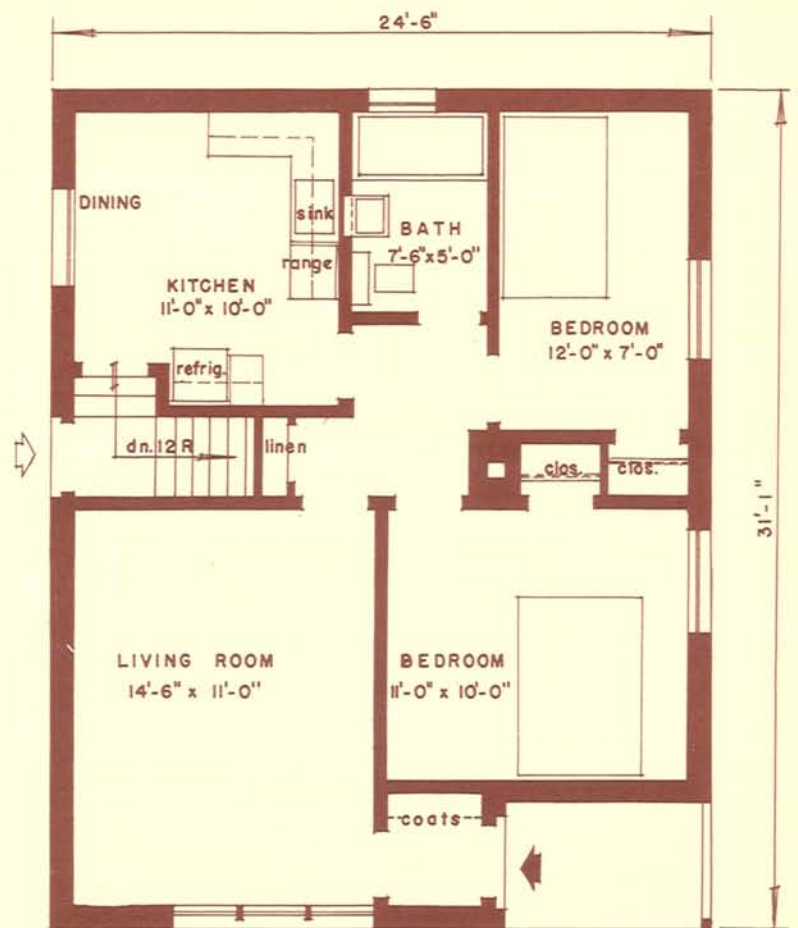 24'-6"
DINING
sink
BATH
7'-6"x5'-0"
range
KITCHEN
11'-0" x 10'-0"
BEDROOM
12'-0" x 7'-0"
refrig.
dn. 12 R
linen
clos.
clos.
31'-1"
LIVING ROOM
14'-6" x 11'-0"
BEDROOM
11'-0" x 10'-0"
coats